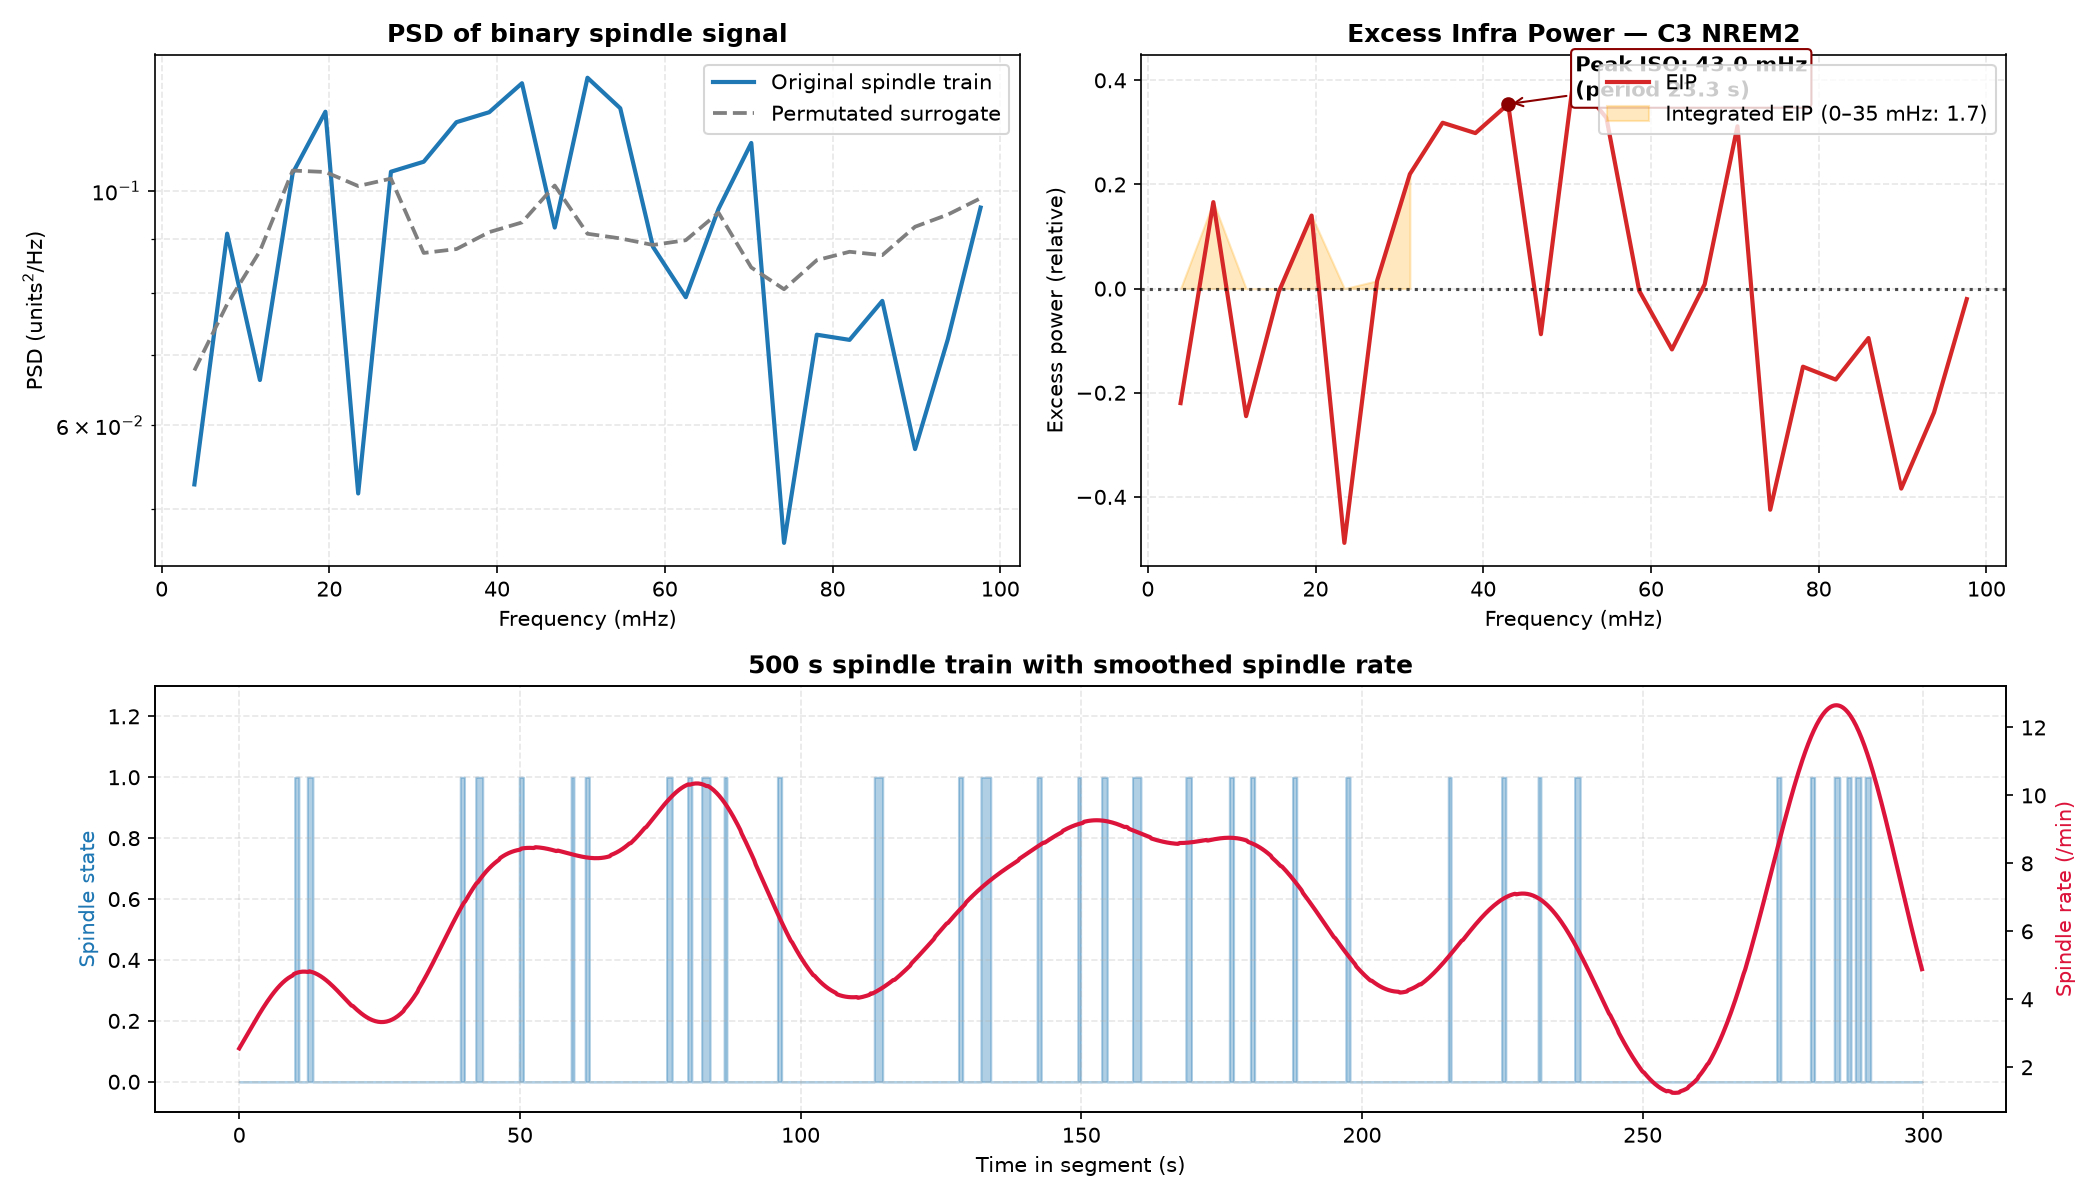 PSD of binary spindle signal
PSD (units²/Hz)
10⁻¹
6 × 10⁻²
Original spindle train
Permutated surrogate
0 20 40 60 80 100
Frequency (mHz)
Excess Infra Power — C3 NREM2
Excess power (relative)
0.4
0.2
0.0
−0.2
−0.4
Peak ISO: 43.0 mHz
(period 23.3 s)
EIP
Integrated EIP (0–35 mHz: 1.7)
0 20 40 60 80 100
Frequency (mHz)
500 s spindle train with smoothed spindle rate
Spindle state
1.2
1.0
0.8
0.6
0.4
0.2
0.0
12
10
8
6
4
2
Spindle rate (/min)
0 50 100 150 200 250 300
Time in segment (s)